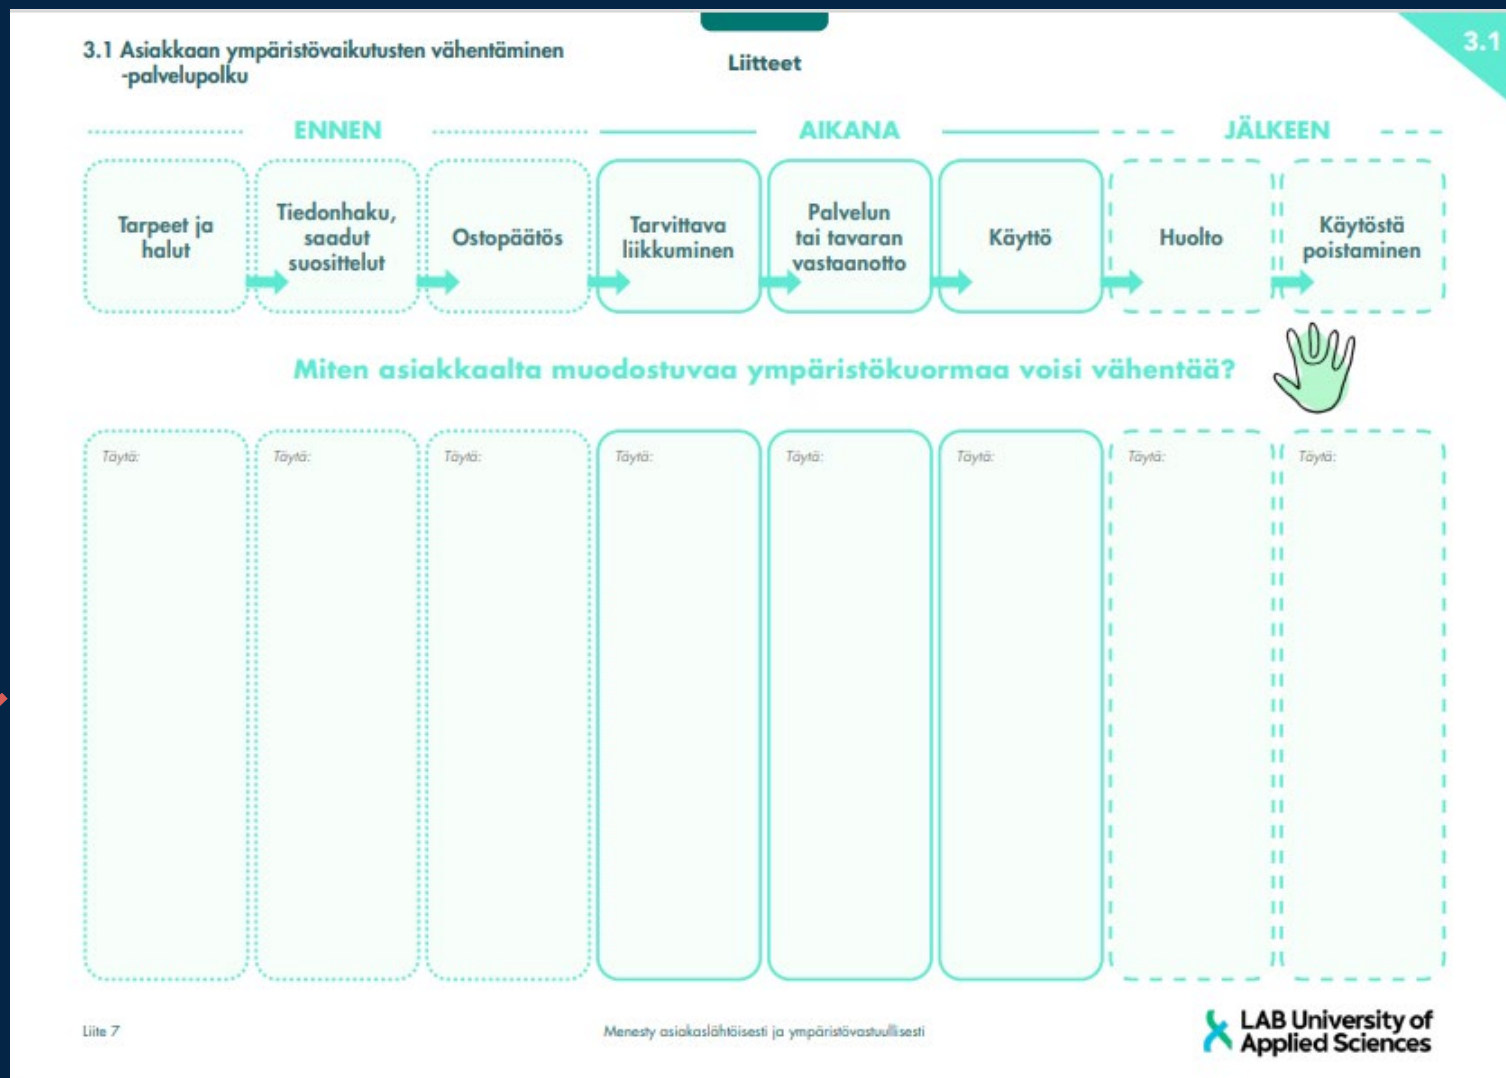 3.1 Asiakkaan ympäristövaikutusten vähentäminen
-palvelupolku
Liitteet
3.1
ENNEN
AIKANA
JÄLKEEN
Tarpeet ja
halut
Tiedonhaku,
saadut
suosittelut
Ostopäätös
Tarvittava
liikkuminen
Palvelun
tai tavaran
vastaanotto
Käyttö
Huolto
Käytöstä
poistaminen
Miten asiakkaalta muodostuvaa ympäristökuormaa voisi vähentää?
Täytä:
Täytä:
Täytä:
Täytä:
Täytä:
Täytä:
Täytä:
Täytä:
Liite 7
Menesty asiakaslähtöisesti ja ympäristövastuullisesti
LAB University of
Applied Sciences